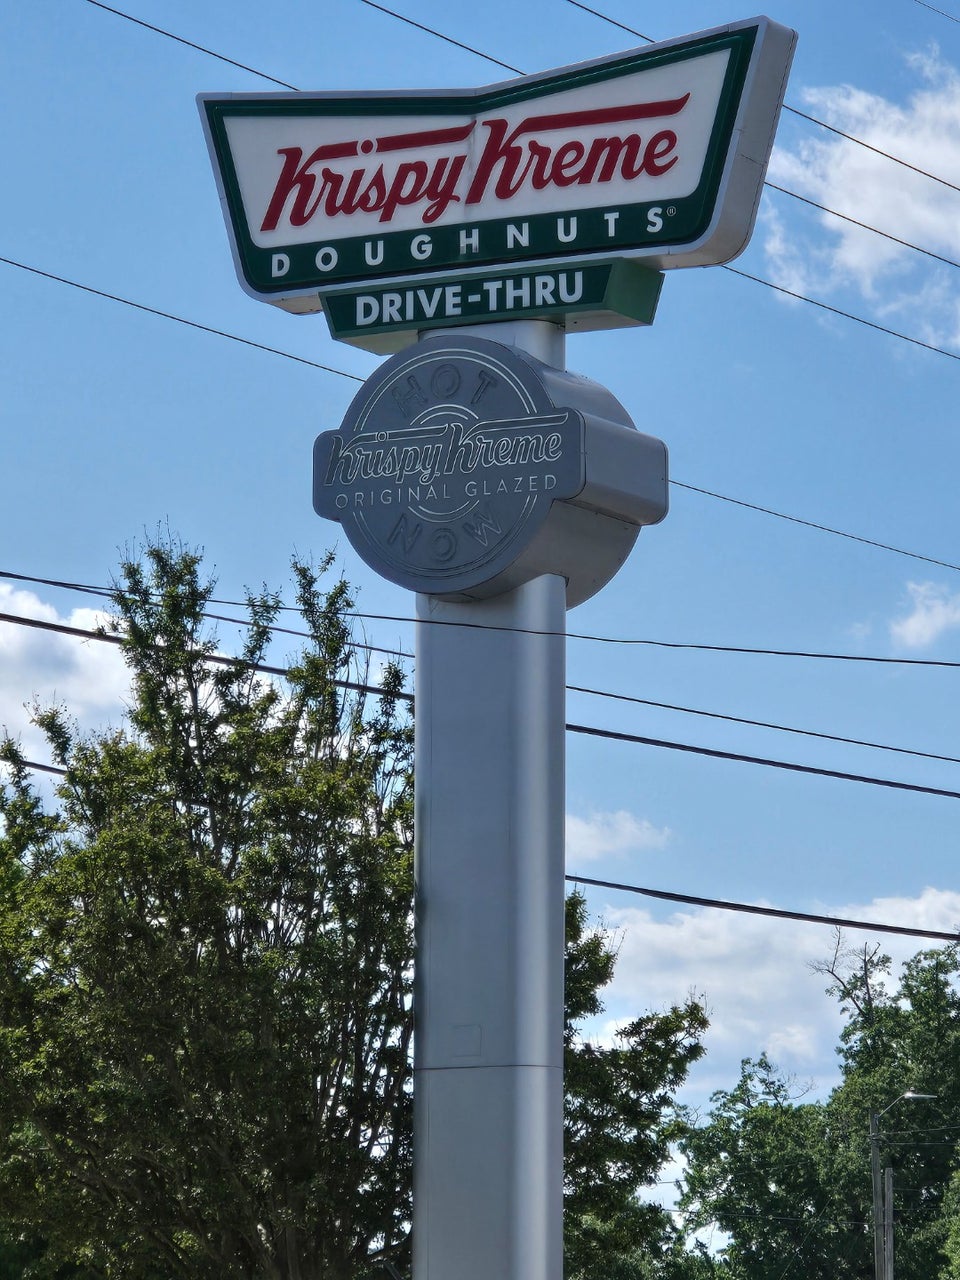 Krispy Kreme
DOUGHNUTS®
DRIVE-THRU
HOT
Krispy Kreme
ORIGINAL GLAZED
NOW